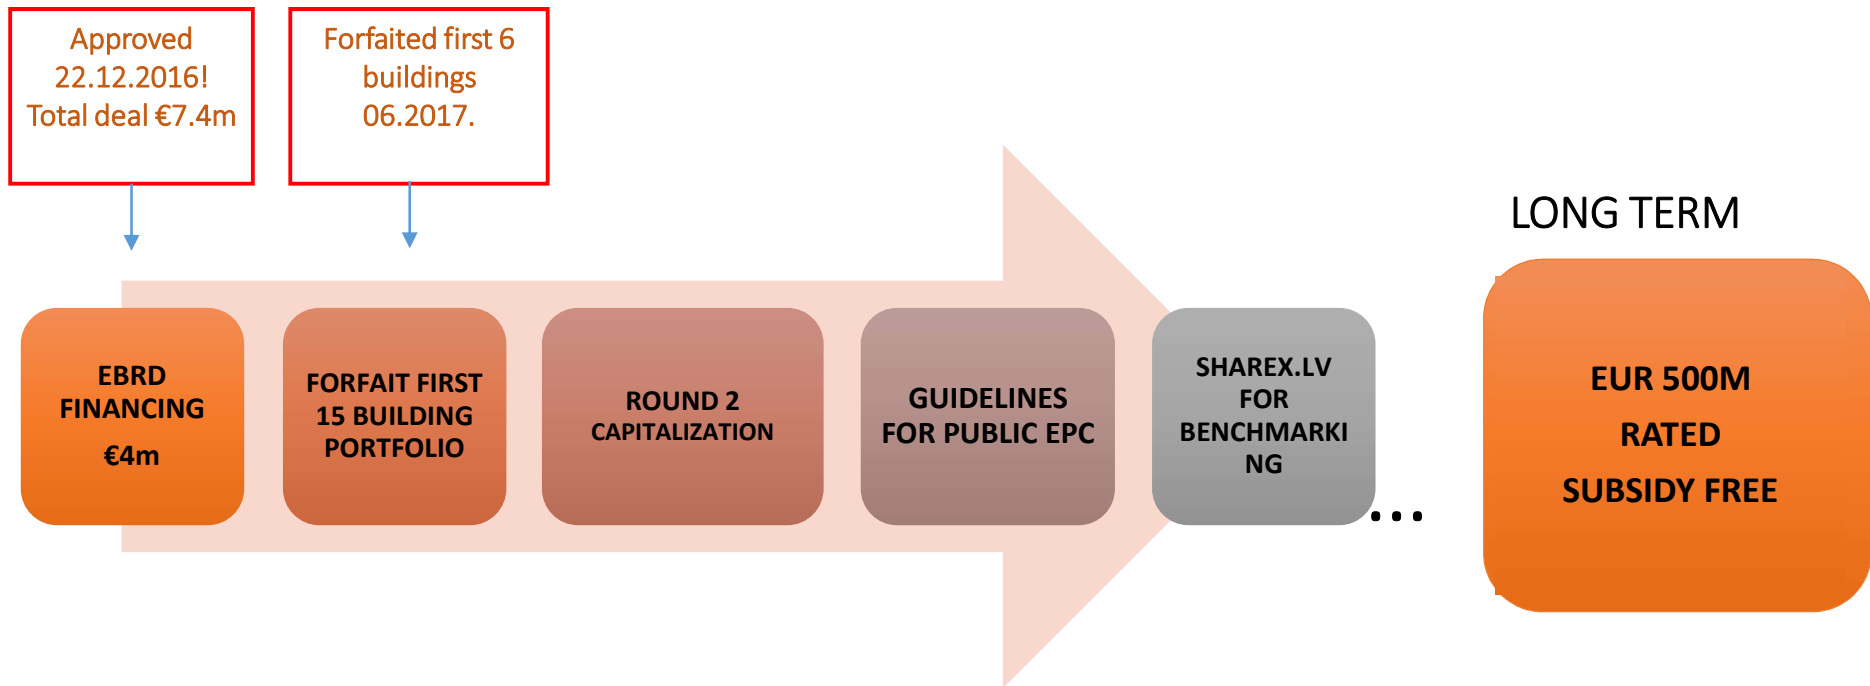 Approved
22.12.2016!
Total deal €7.4m
Forfaited first 6
buildings
06.2017.
LONG TERM
EBRD
FINANCING
€4m
FORFAIT FIRST
15 BUILDING
PORTFOLIO
ROUND 2
CAPITALIZATION
GUIDELINES
FOR PUBLIC EPC
SHAREX.LV
FOR
BENCHMARKI
NG
...
EUR 500M
RATED
SUBSIDY FREE